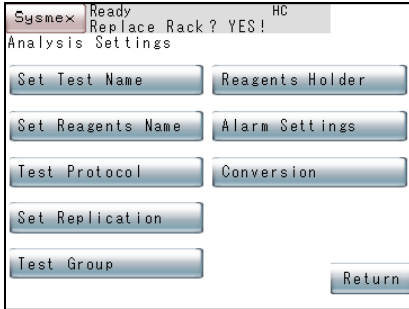 Sysmex Ready HC
Replace Rack? YES!
Analysis Settings
Set Test Name
Reagents Holder
Set Reagents Name
Alarm Settings
Test Protocol
Conversion
Set Replication
Test Group
Return